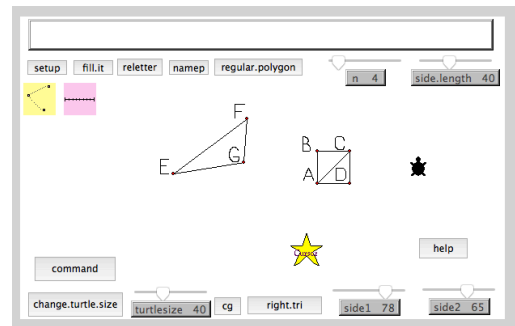 setup fill.it reletter namep regular.polygon
n 4 side.length 40
F
B C
E G
A D
Cursor
help
command
change.turtle.size turtlesize 40 cg right.tri side1 78 side2 65